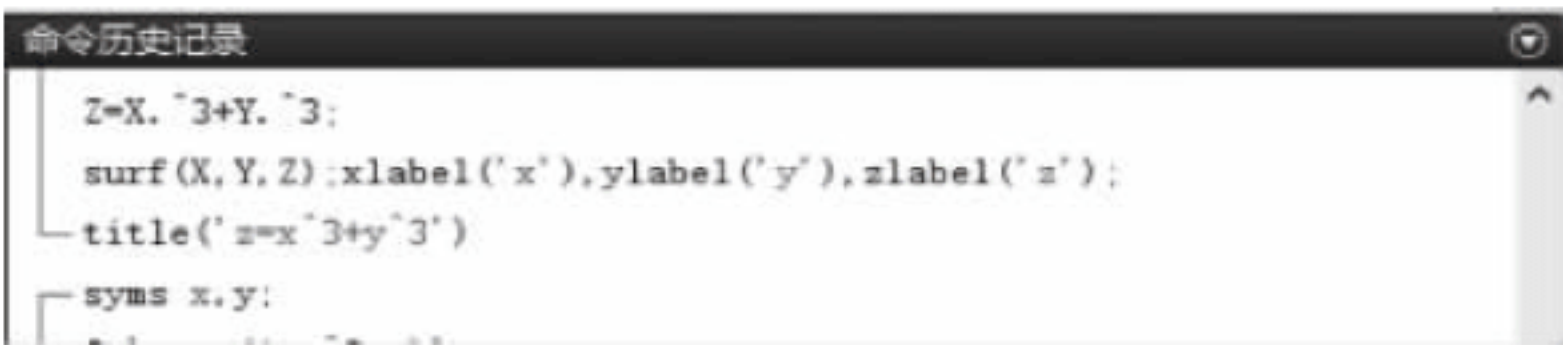 命令历史记录
Z=X.^3+Y.^3;
surf(X,Y,Z);xlabel('x'),ylabel('y'),zlabel('z');
title('z=x^3+y^3')
syms x,y;